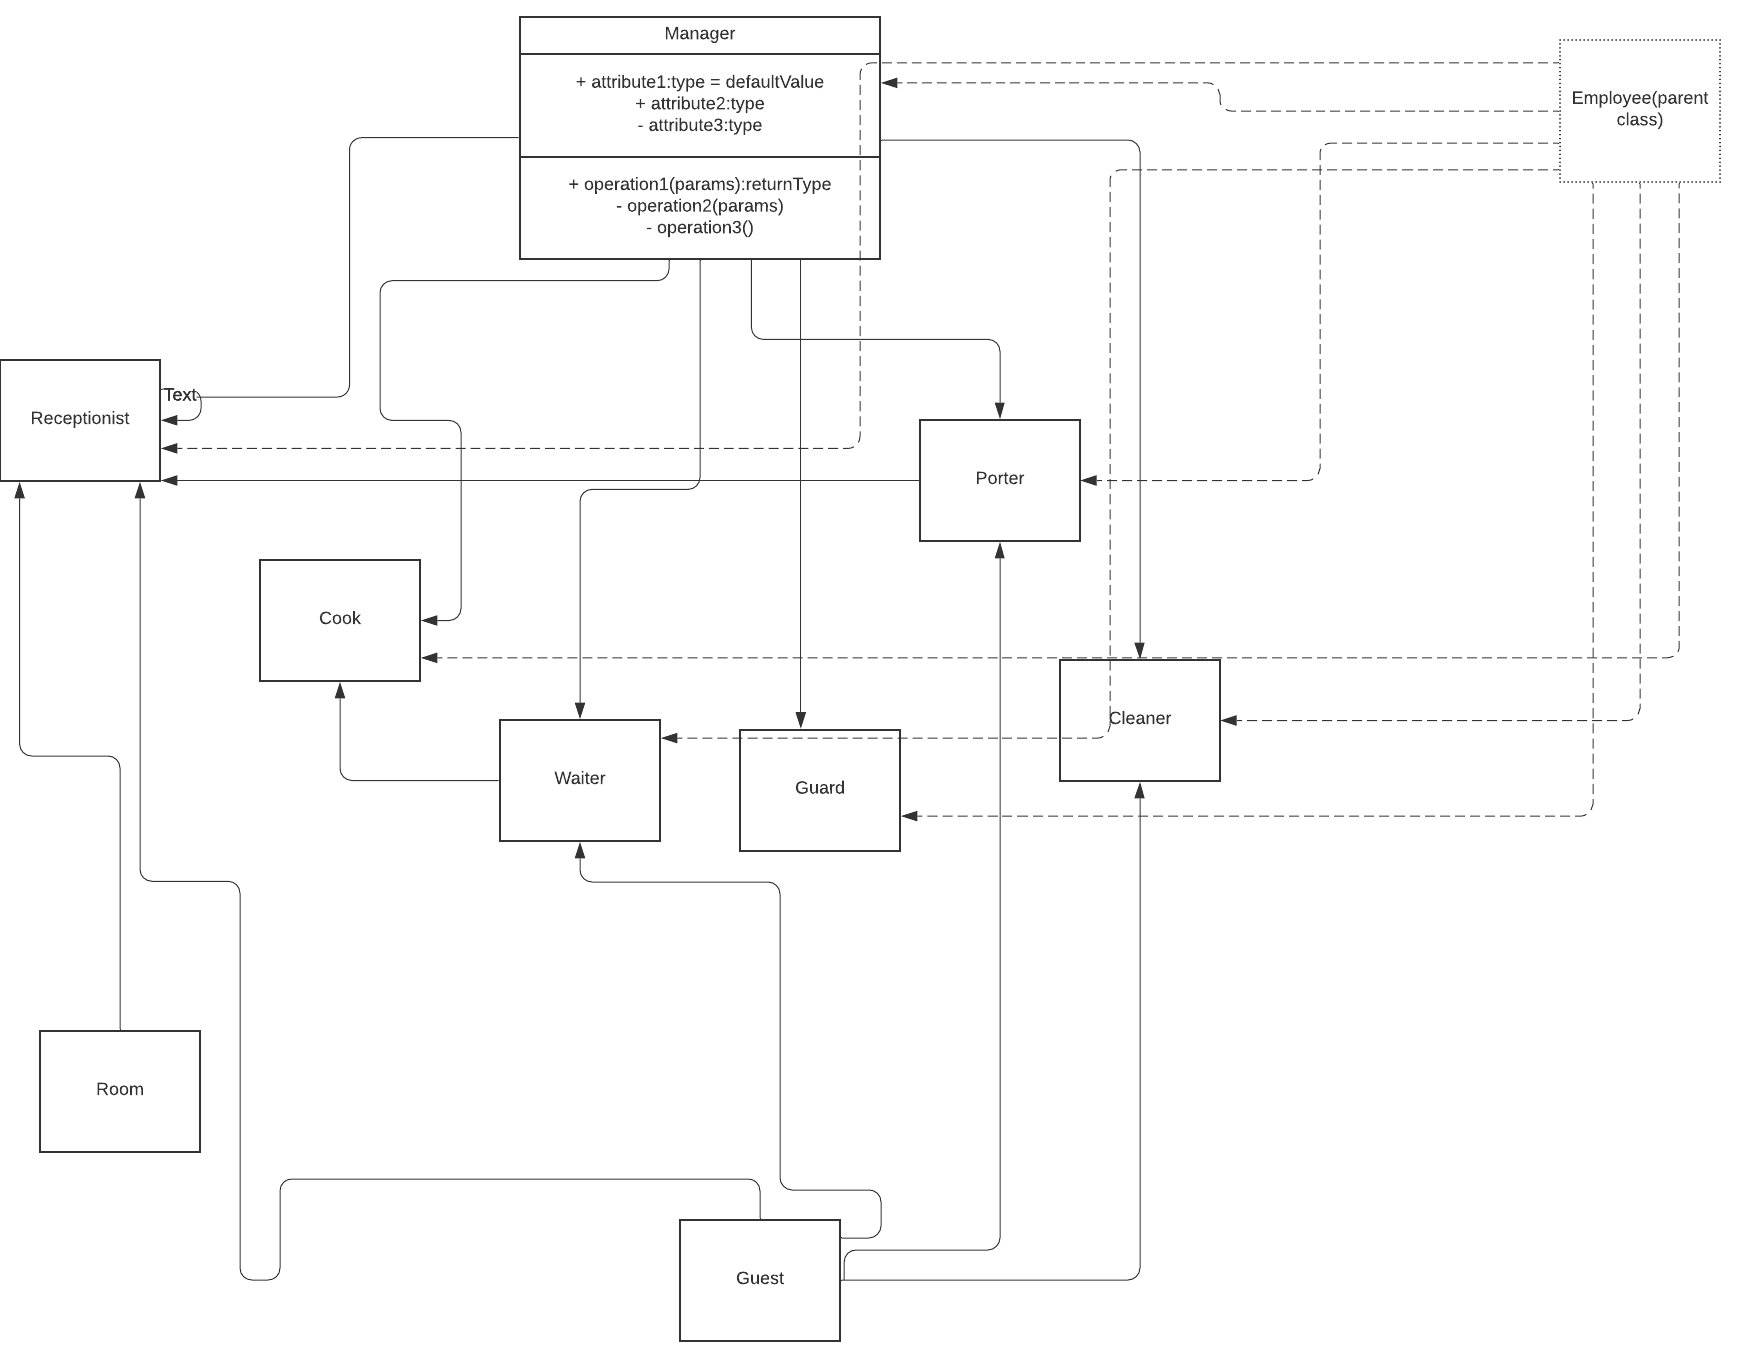 Manager
+ attribute1:type = defaultValue
+ attribute2:type
- attribute3:type
+ operation1(params):returnType
- operation2(params)
- operation3()
Employee(parent
class)
Text
Receptionist
Porter
Cook
Cleaner
Waiter
Guard
Room
Guest